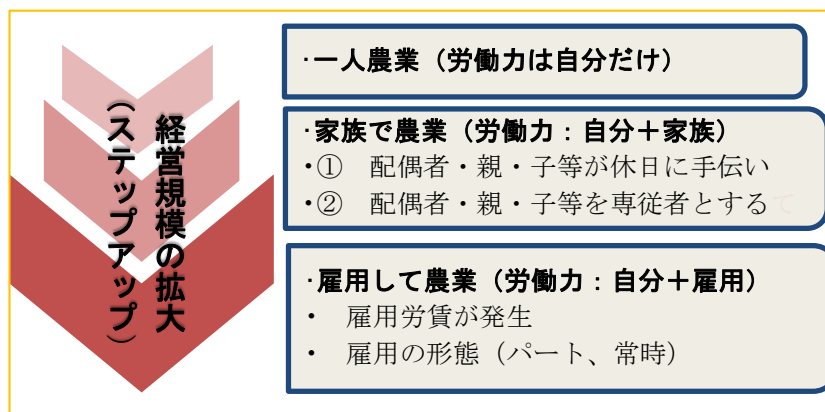 経営規模の拡大
（ステップアップ）
･一人農業（労働力は自分だけ）
･家族で農業（労働力：自分＋家族）
･①　配偶者・親・子等が休日に手伝い
･②　配偶者・親・子等を専従者とするて
･雇用して農業（労働力：自分＋雇用）
・　雇用労賃が発生
・　雇用の形態（パート、常時）